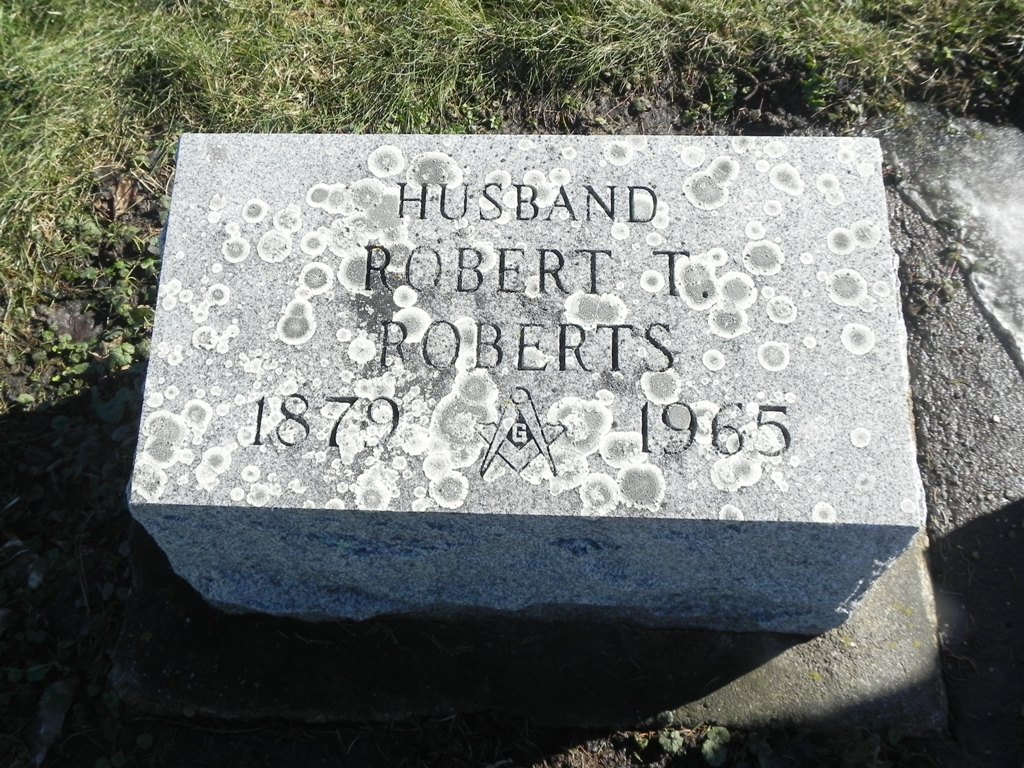 HUSBAND
ROBERT T.
ROBERTS
1879 G 1965